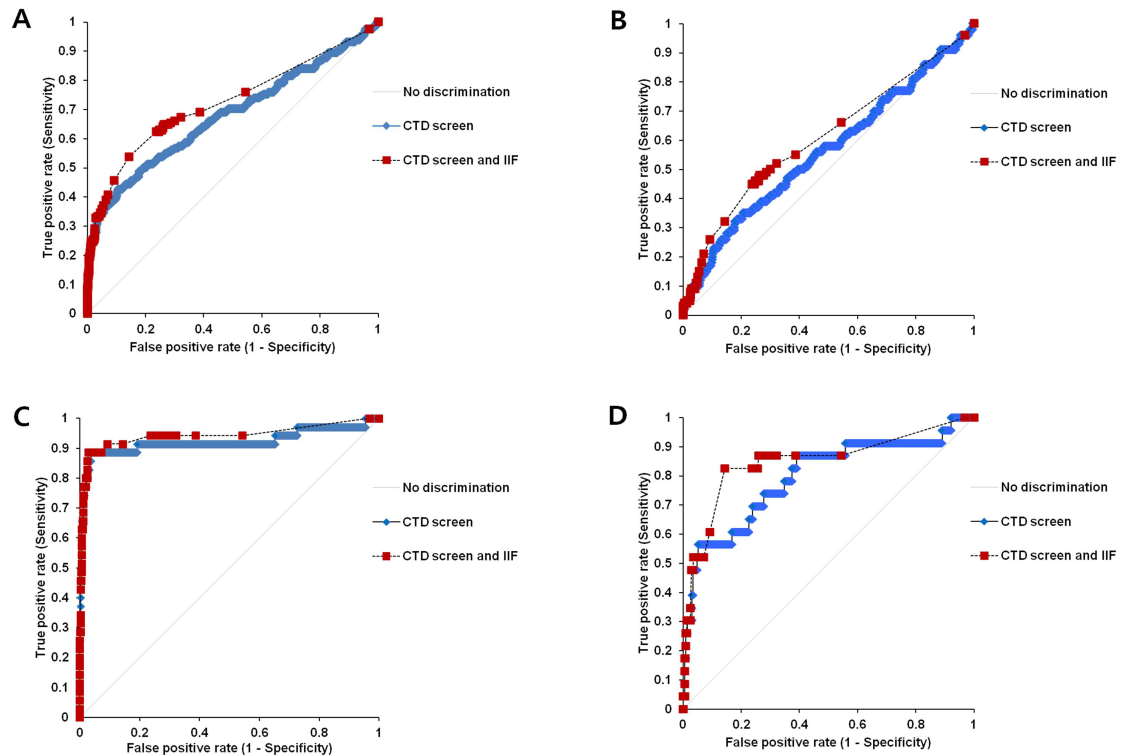 A
True positive rate (Sensitivity)
1
0.9
0.8
0.7
0.6
0.5
0.4
0.3
0.2
0.1
0
0
0.2
0.4
0.6
0.8
1
False positive rate (1 - Specificity)
No discrimination
CTD screen
CTD screen and IIF
B
True positive rate (Sensitivity)
1
0.9
0.8
0.7
0.6
0.5
0.4
0.3
0.2
0.1
0
0
0.2
0.4
0.6
0.8
1
False positive rate (1 - Specificity)
No discrimination
CTD screen
CTD screen and IIF
C
True positive rate (Sensitivity)
1
0.9
0.8
0.7
0.6
0.5
0.4
0.3
0.2
0.1
0
0
0.2
0.4
0.6
0.8
1
False positive rate (1 - Specificity)
No discrimination
CTD screen
CTD screen and IIF
D
True positive rate (Sensitivity)
1
0.9
0.8
0.7
0.6
0.5
0.4
0.3
0.2
0.1
0
0
0.2
0.4
0.6
0.8
1
False positive rate (1 - Specificity)
No discrimination
CTD screen
CTD screen and IIF